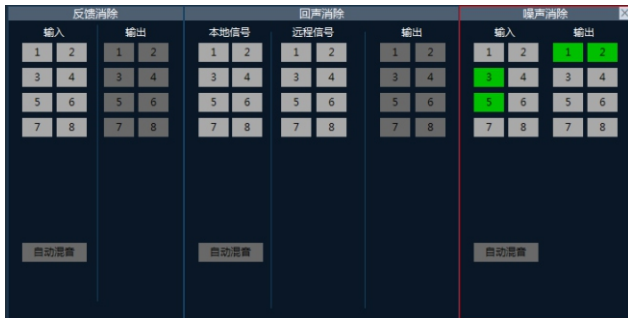 反馈消除 回声消除 噪声消除
输入 输出 本地信号 远程信号 输出 输入 输出
1 2 1 2 1 2 1 2 1 2 1 2 1 2
3 4 3 4 3 4 3 4 3 4 3 4 3 4
5 6 5 6 5 6 5 6 5 6 5 6 5 6
7 8 7 8 7 8 7 8 7 8 7 8 7 8
自动混音 自动混音 自动混音